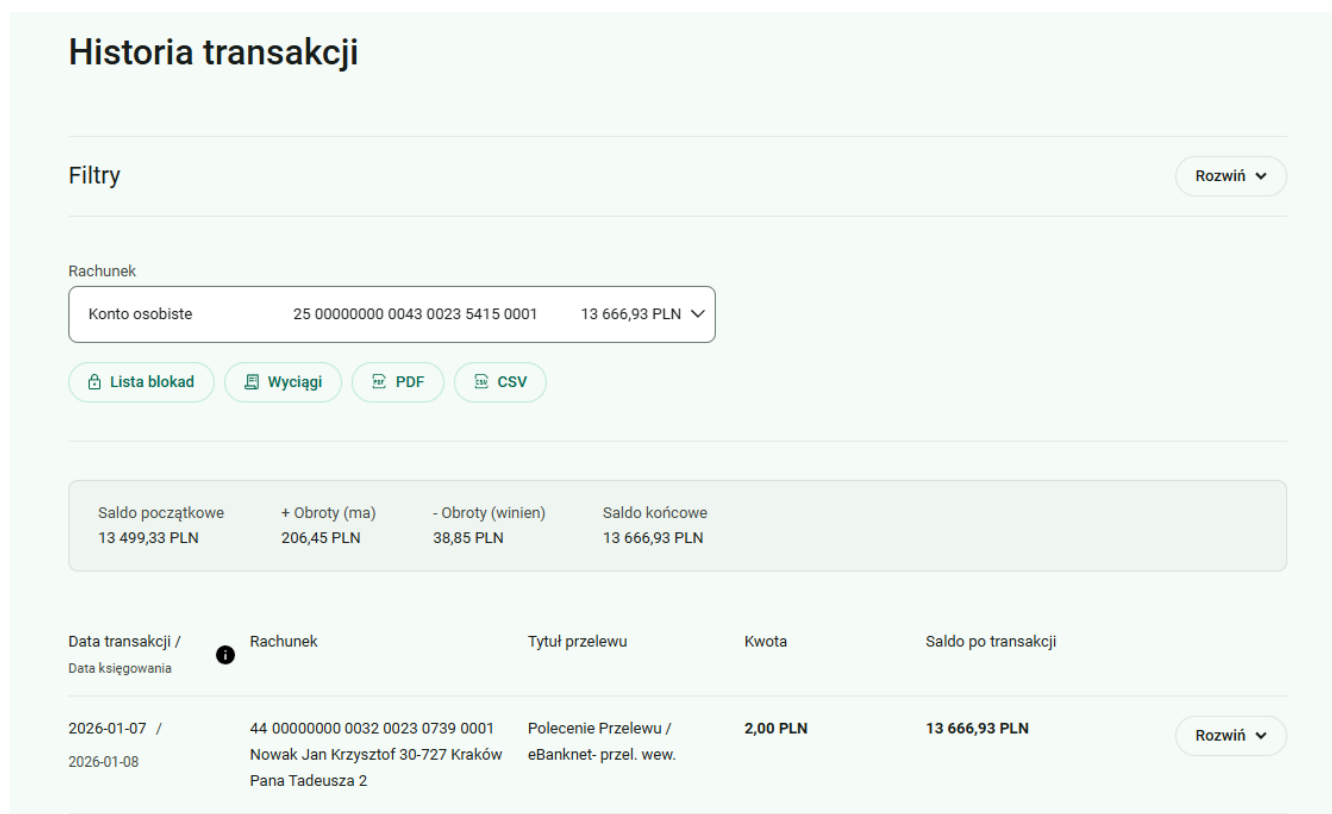 Historia transakcji
Filtry
Rozwiń
Rachunek
Konto osobiste 25 00000000 0043 0023 5415 0001 13 666,93 PLN
Lista blokad Wyciągi PDF PDF CSV CSV
Saldo początkowe + Obroty (ma) - Obroty (winien) Saldo końcowe
13 499,33 PLN 206,45 PLN 38,85 PLN 13 666,93 PLN
Data transakcji / Rachunek Tytuł przelewu Kwota Saldo po transakcji
Data księgowania
2026-01-07 / 44 00000000 0032 0023 0739 0001 Polecenie Przelewu / 2,00 PLN 13 666,93 PLN Rozwiń
2026-01-08 Nowak Jan Krzysztof 30-727 Kraków eBanknet- przel. wew.
Pana Tadeusza 2